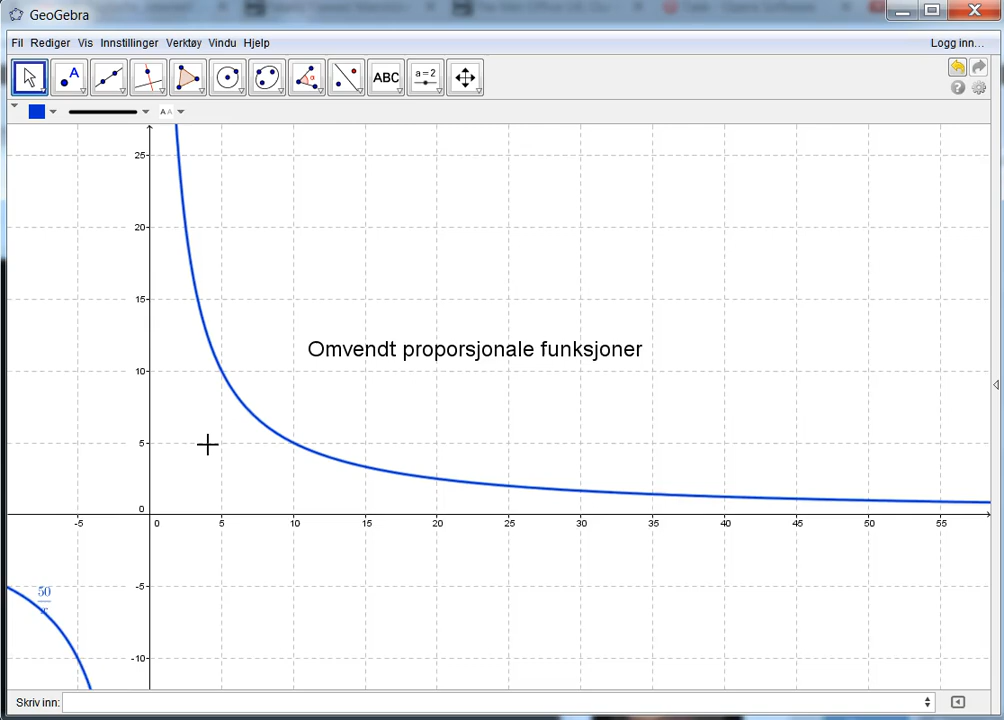 GeoGebra
Fil Rediger Vis Innstillinger Verktøy Vindu Hjelp Logg inn...
A α ABC a=2
A A
25
20
15
Omvendt proporsjonale funksjoner
10
5
0
-5 0 5 10 15 20 25 30 35 40 45 50 55
-5
50
x
-10
Skriv inn: